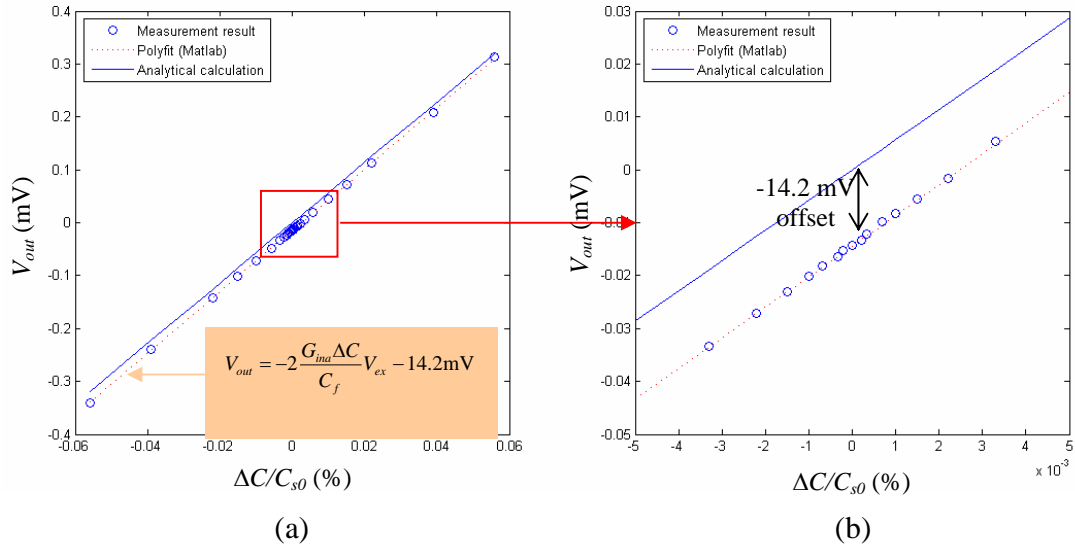 Measurement result
Polyfit (Matlab)
Analytical calculation
0.4
0.3
0.2
0.1
0
-0.1
-0.2
-0.3
-0.4
V_out (mV)
V_out = -2 (G_ina ΔC / C_f) V_ex - 14.2mV
-0.06 -0.04 -0.02 0 0.02 0.04 0.06
ΔC/C_s0 (%)
(a)
Measurement result
Polyfit (Matlab)
Analytical calculation
0.03
0.02
0.01
0
-0.01
-0.02
-0.03
-0.04
-0.05
V_out (mV)
-14.2 mV
offset
-5 -4 -3 -2 -1 0 1 2 3 4 5
x 10^-3
ΔC/C_s0 (%)
(b)